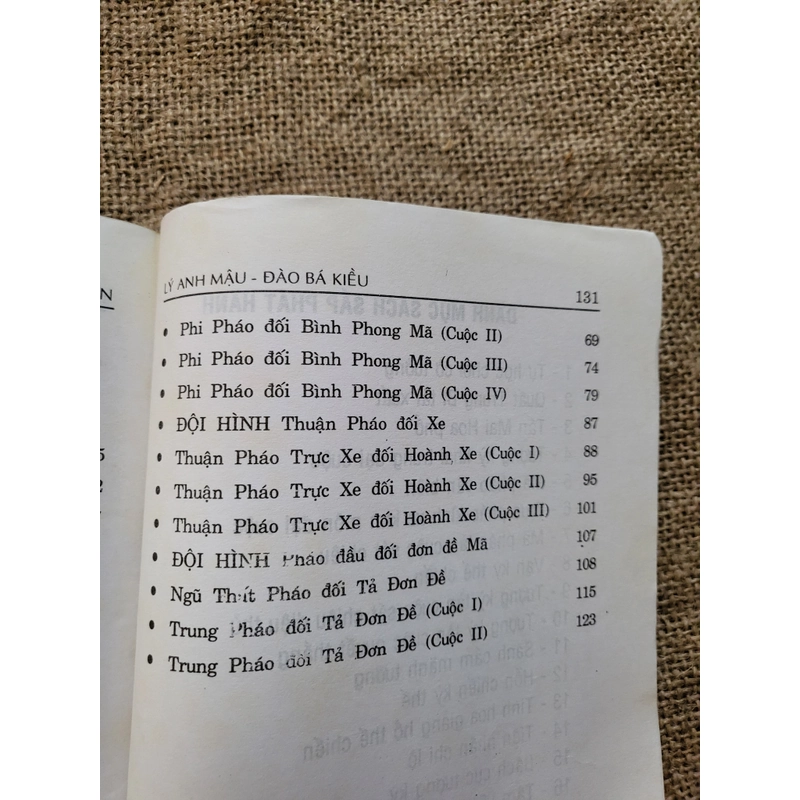 LÝ ANH MẬU - ĐÀO BÁ KIỀU 131
• Phi Pháo đối Bình Phong Mã (Cuộc II) 69
• Phi Pháo đối Bình Phong Mã (Cuộc III) 74
• Phi Pháo đối Bình Phong Mã (Cuộc IV) 79
• ĐỘI HÌNH Thuận Pháo đối Xe 87
• Thuận Pháo Trực Xe đối Hoành Xe (Cuộc I) 88
• Thuận Pháo Trực Xe đối Hoành Xe (Cuộc II) 95
• Thuận Pháo Trực Xe đối Hoành Xe (Cuộc III) 101
• ĐỘI HÌNH Pháo đầu đối đơn đề Mã 107
• Ngũ Thất Pháo đối Tả Đơn Đề 108
• Trung Pháo đối Tả Đơn Đề (Cuộc I) 115
• Trung Pháo đối Tả Đơn Đề (Cuộc II) 123